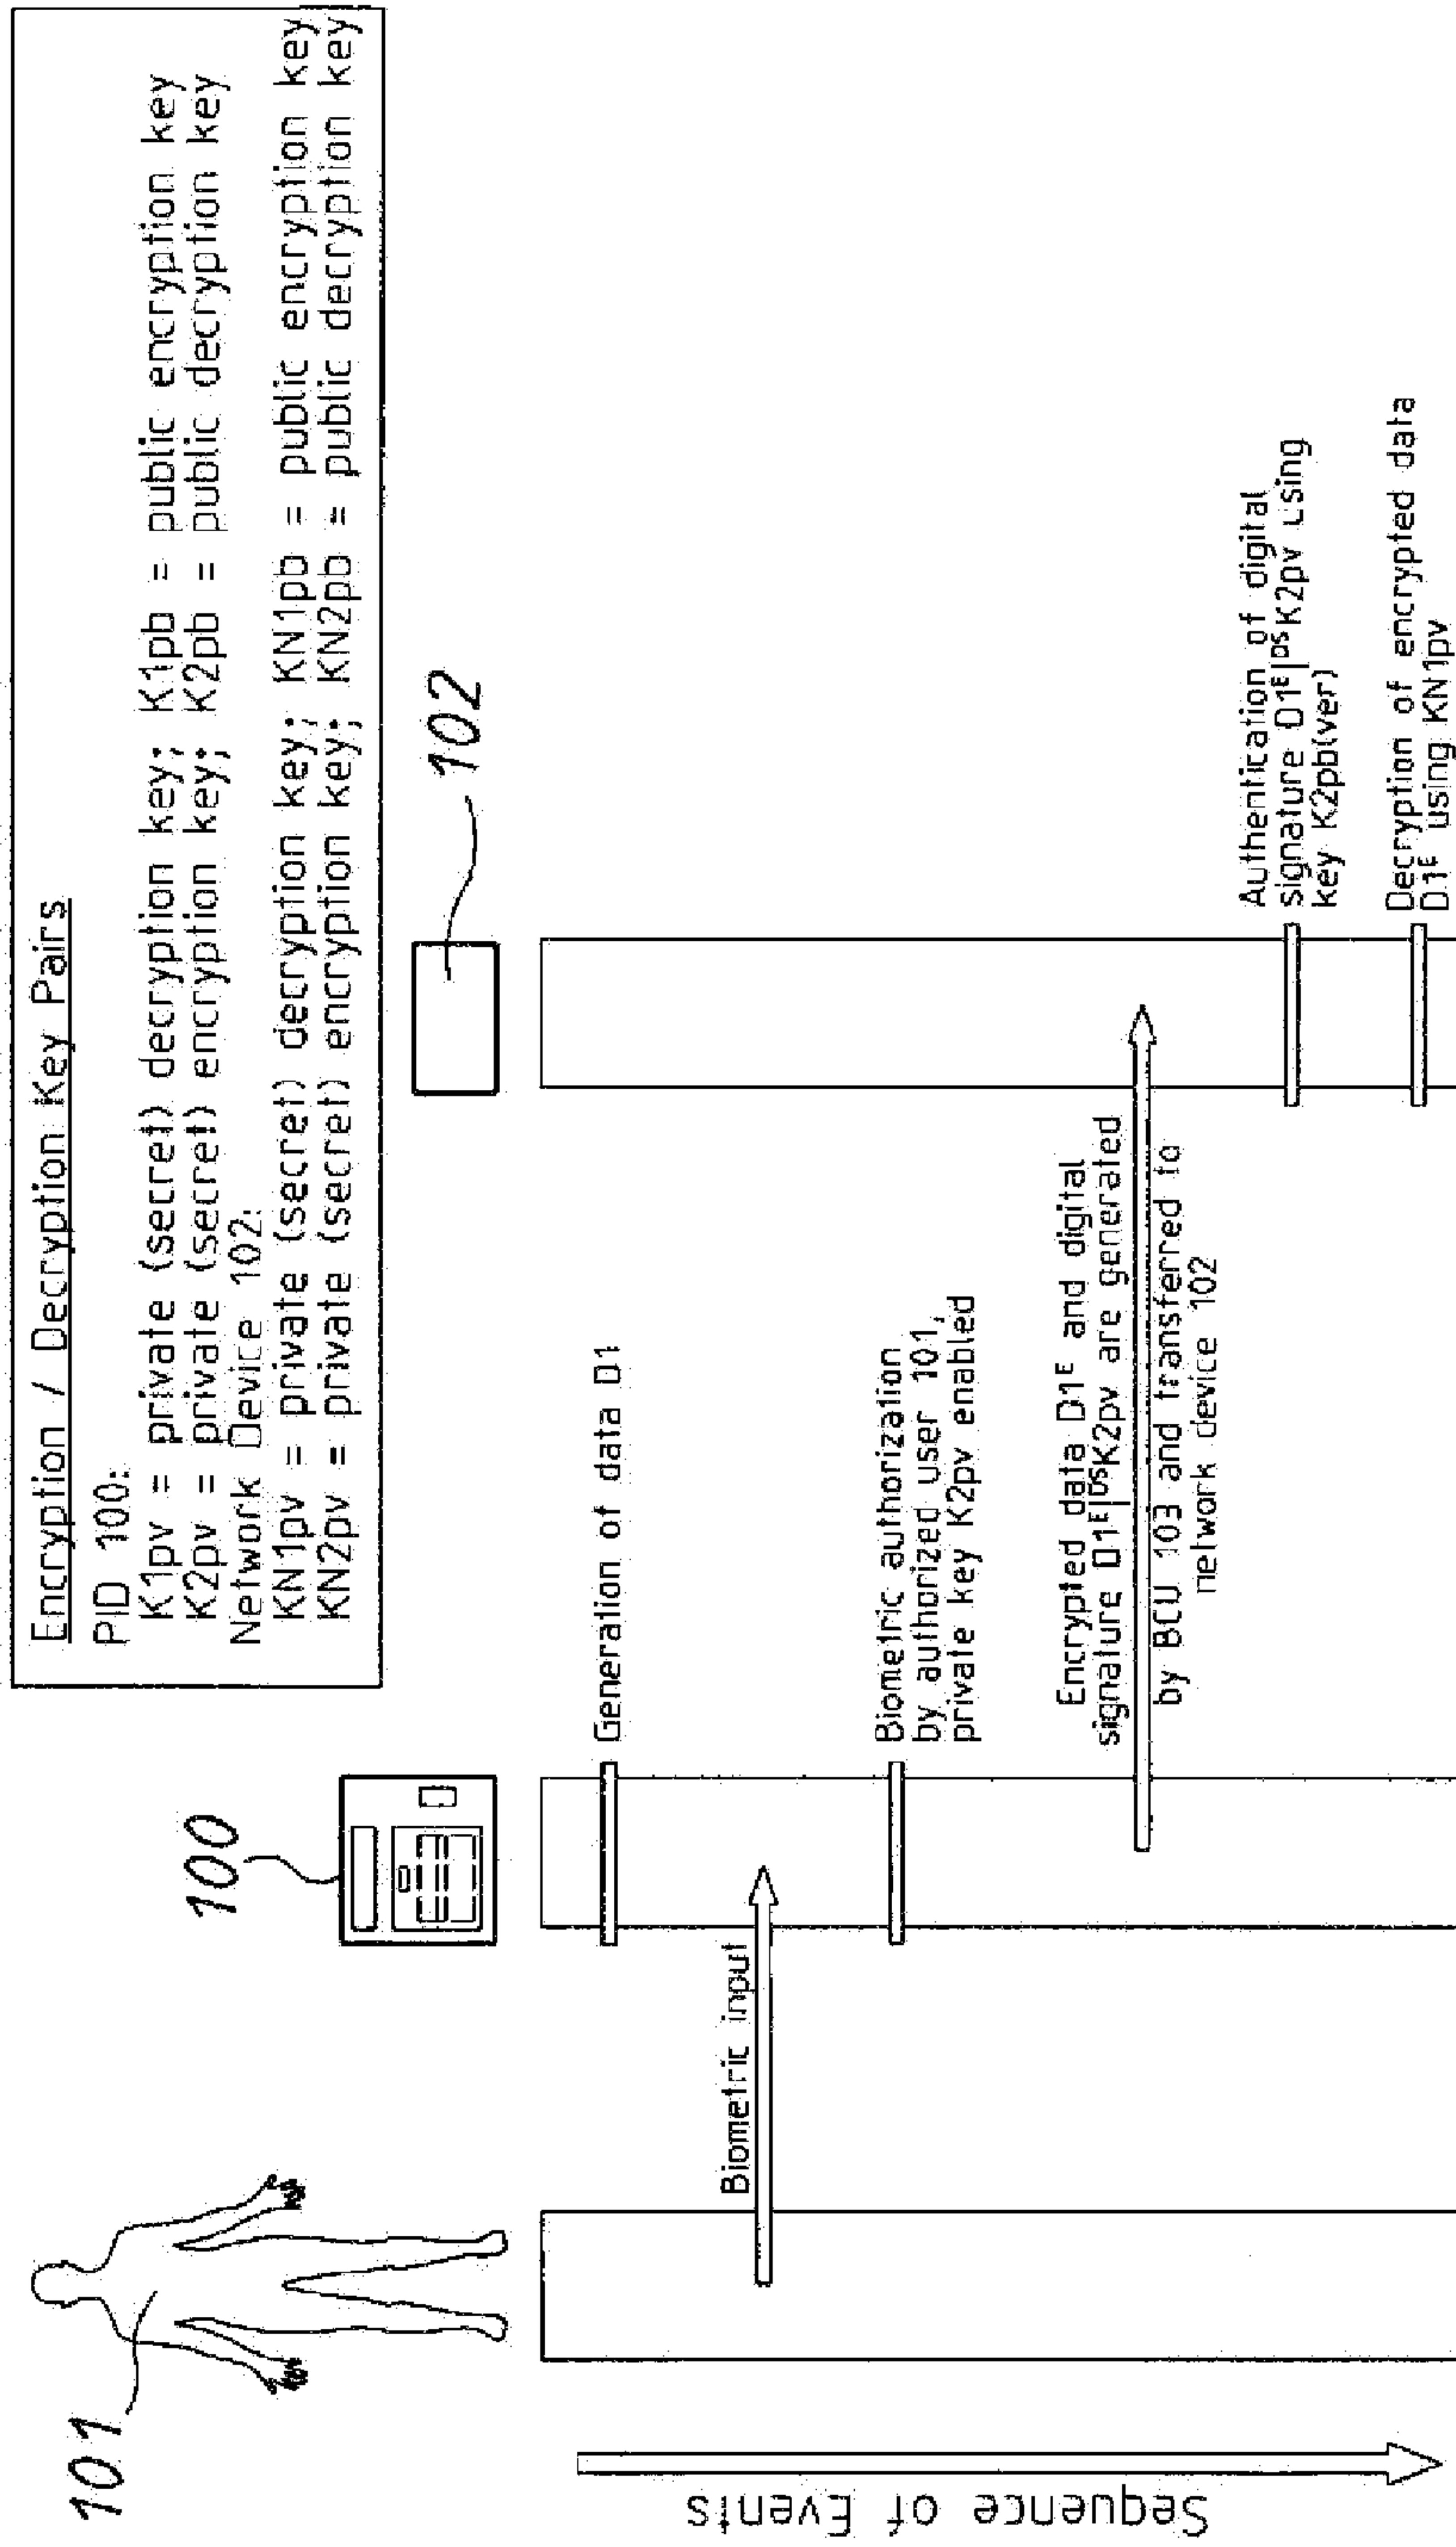 Encryption / Decryption Key Pairs
PID 100:
K1pv = private (secret) decryption key; K1pb = public encryption key
K2pv = private (secret) encryption key; K2pb = public decryption key
Network Device 102:
KN1pv = private (secret) decryption key; KN1pb = public encryption key
KN2pv = private (secret) encryption key; KN2pb = public decryption key
101
100
102
Generation of data D1
Biometric input
Biometric authorization
by authorized user 101,
private key K2pv enabled
Encrypted data D1ᴱ and digital
signature D1ᴱ|ᴰˢK2pv are generated
by BCU 103 and transferred to
network device 102
Authentication of digital
signature D1ᴱ|ᴰˢK2pv using
key K2pb(ver)
Decryption of encrypted data
D1ᴱ using KN1pv
Sequence of Events